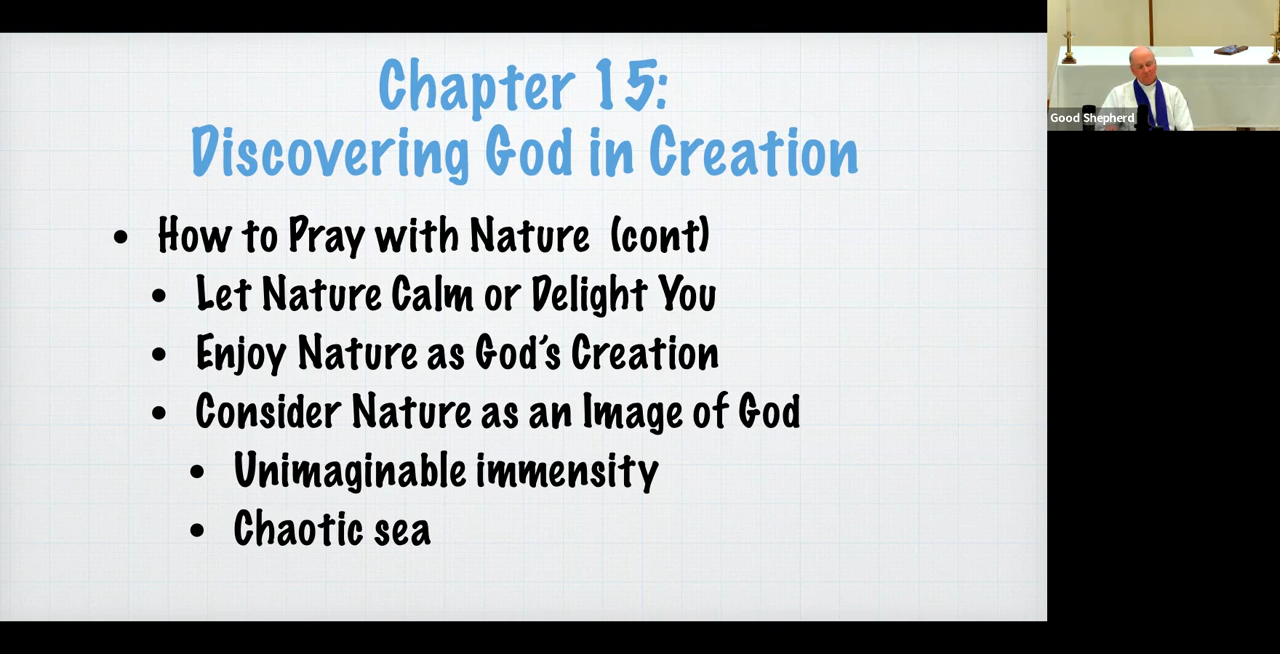 Chapter 15:
Discovering God in Creation
• How to Pray with Nature (cont)
• Let Nature Calm or Delight You
• Enjoy Nature as God's Creation
• Consider Nature as an Image of God
• Unimaginable immensity
• Chaotic sea
Good Shepherd